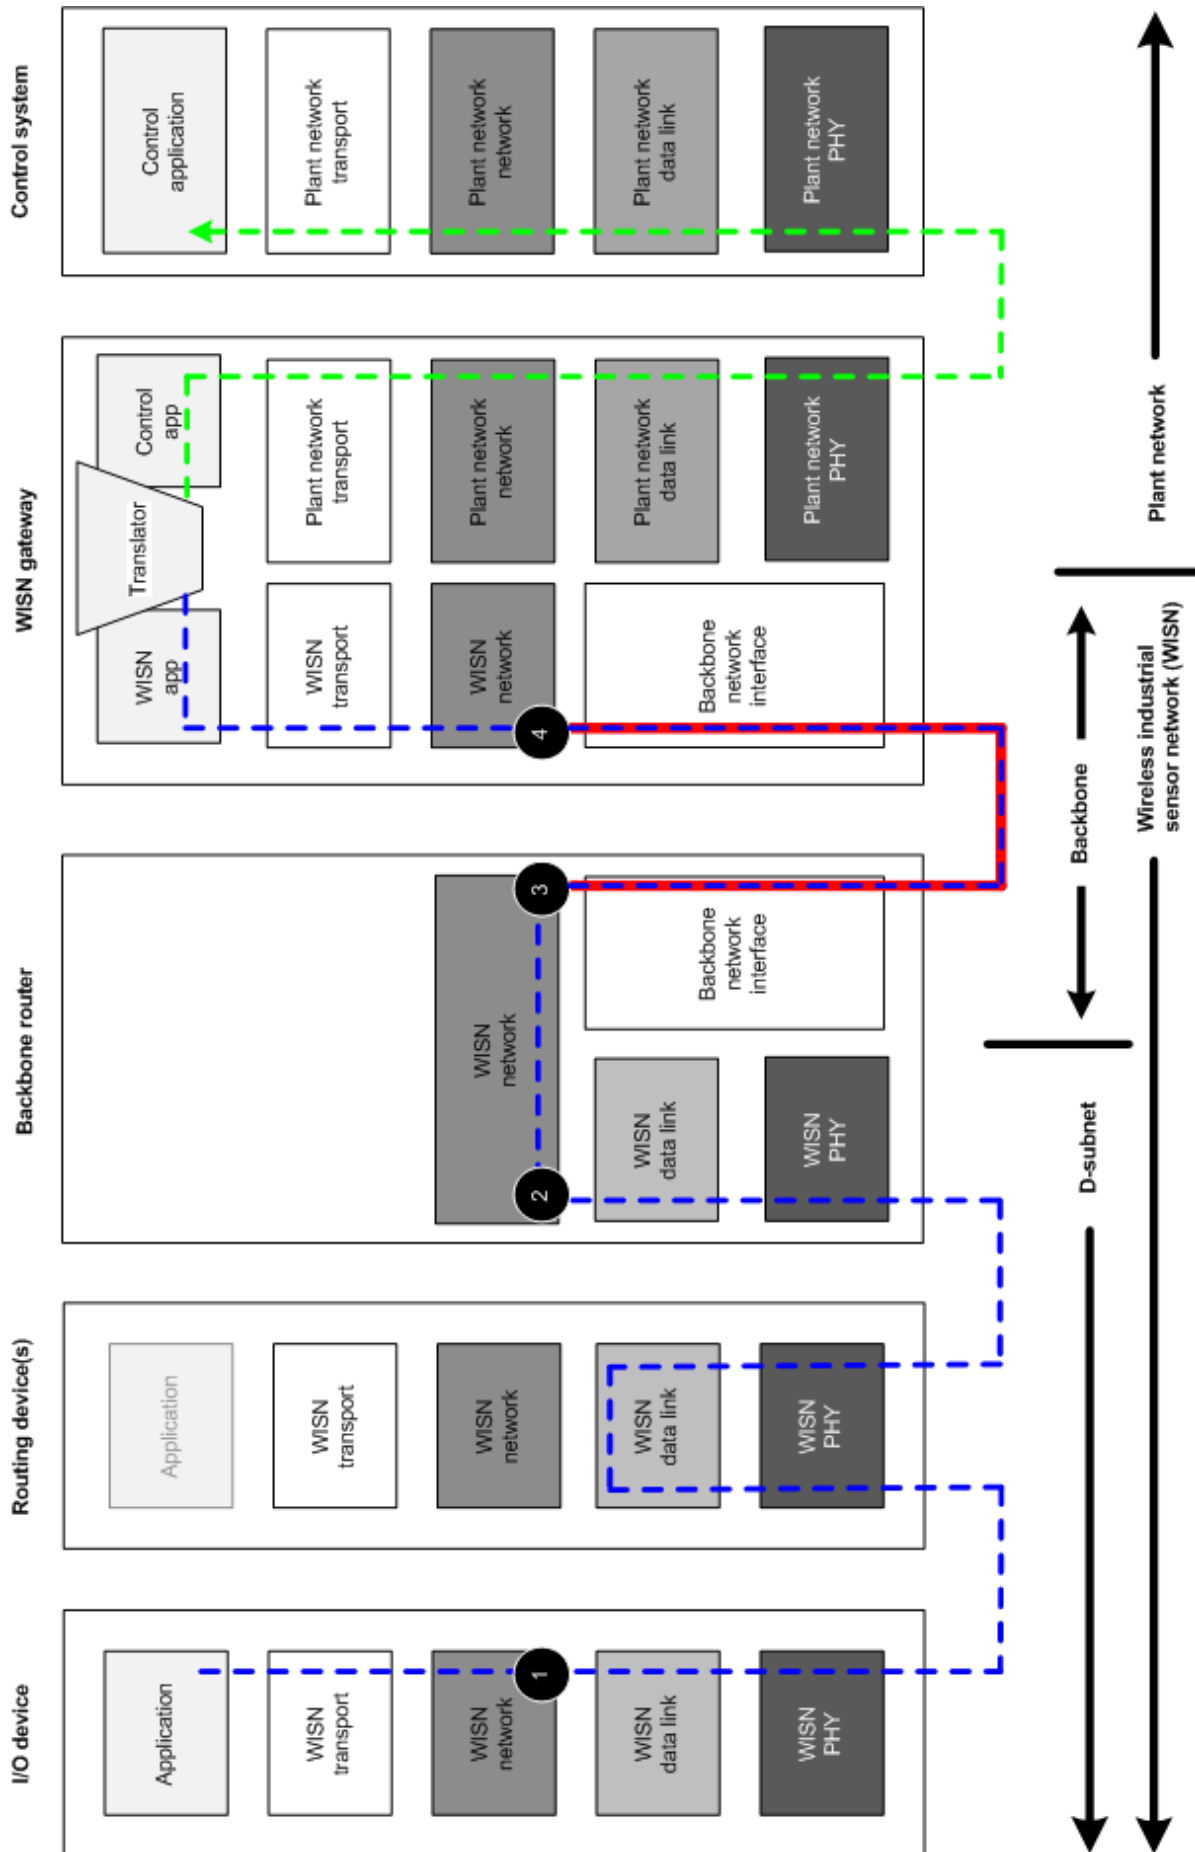 I/O device
Application
WISN
transport
WISN
network
1
WISN
data link
WISN
PHY
Routing device(s)
Application
WISN
transport
WISN
network
WISN
data link
WISN
PHY
Backbone router
WISN
network
2
3
WISN
data link
WISN
PHY
Backbone
network
interface
WISN gateway
WISN
app
Translator
Control
app
WISN
transport
WISN
network
4
Backbone
network
interface
Plant network
transport
Plant network
network
Plant network
data link
Plant network
PHY
Control system
Control
application
Plant network
transport
Plant network
network
Plant network
data link
Plant network
PHY
D-subnet
Backbone
Wireless industrial
sensor network (WISN)
Plant network